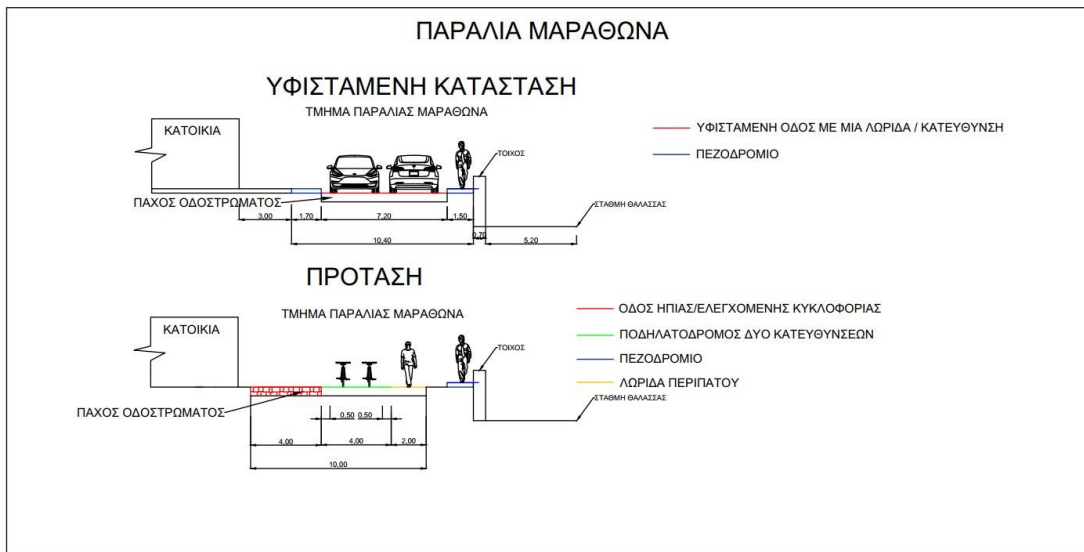 ΠΑΡΑΛΙΑ ΜΑΡΑΘΩΝΑ
ΥΦΙΣΤΑΜΕΝΗ ΚΑΤΑΣΤΑΣΗ
ΤΜΗΜΑ ΠΑΡΑΛΙΑΣ ΜΑΡΑΘΩΝΑ
ΚΑΤΟΙΚΙΑ
ΤΟΙΧΟΣ
ΥΦΙΣΤΑΜΕΝΗ ΟΔΟΣ ΜΕ ΜΙΑ ΛΩΡΙΔΑ / ΚΑΤΕΥΘΥΝΣΗ
ΠΕΖΟΔΡΟΜΙΟ
ΠΑΧΟΣ ΟΔΟΣΤΡΩΜΑΤΟΣ
ΣΤΑΘΜΗ ΘΑΛΑΣΣΑΣ
3,00 1,70 7,20 1,50
10,40 0,70 5,20
ΠΡΟΤΑΣΗ
ΤΜΗΜΑ ΠΑΡΑΛΙΑΣ ΜΑΡΑΘΩΝΑ
ΚΑΤΟΙΚΙΑ
ΤΟΙΧΟΣ
ΟΔΟΣ ΗΠΙΑΣ/ΕΛΕΓΧΟΜΕΝΗΣ ΚΥΚΛΟΦΟΡΙΑΣ
ΠΟΔΗΛΑΤΟΔΡΟΜΟΣ ΔΥΟ ΚΑΤΕΥΘΥΝΣΕΩΝ
ΠΕΖΟΔΡΟΜΙΟ
ΛΩΡΙΔΑ ΠΕΡΙΠΑΤΟΥ
ΣΤΑΘΜΗ ΘΑΛΑΣΣΑΣ
ΠΑΧΟΣ ΟΔΟΣΤΡΩΜΑΤΟΣ
0,50 0,50
4,00 4,00 2,00
10,00